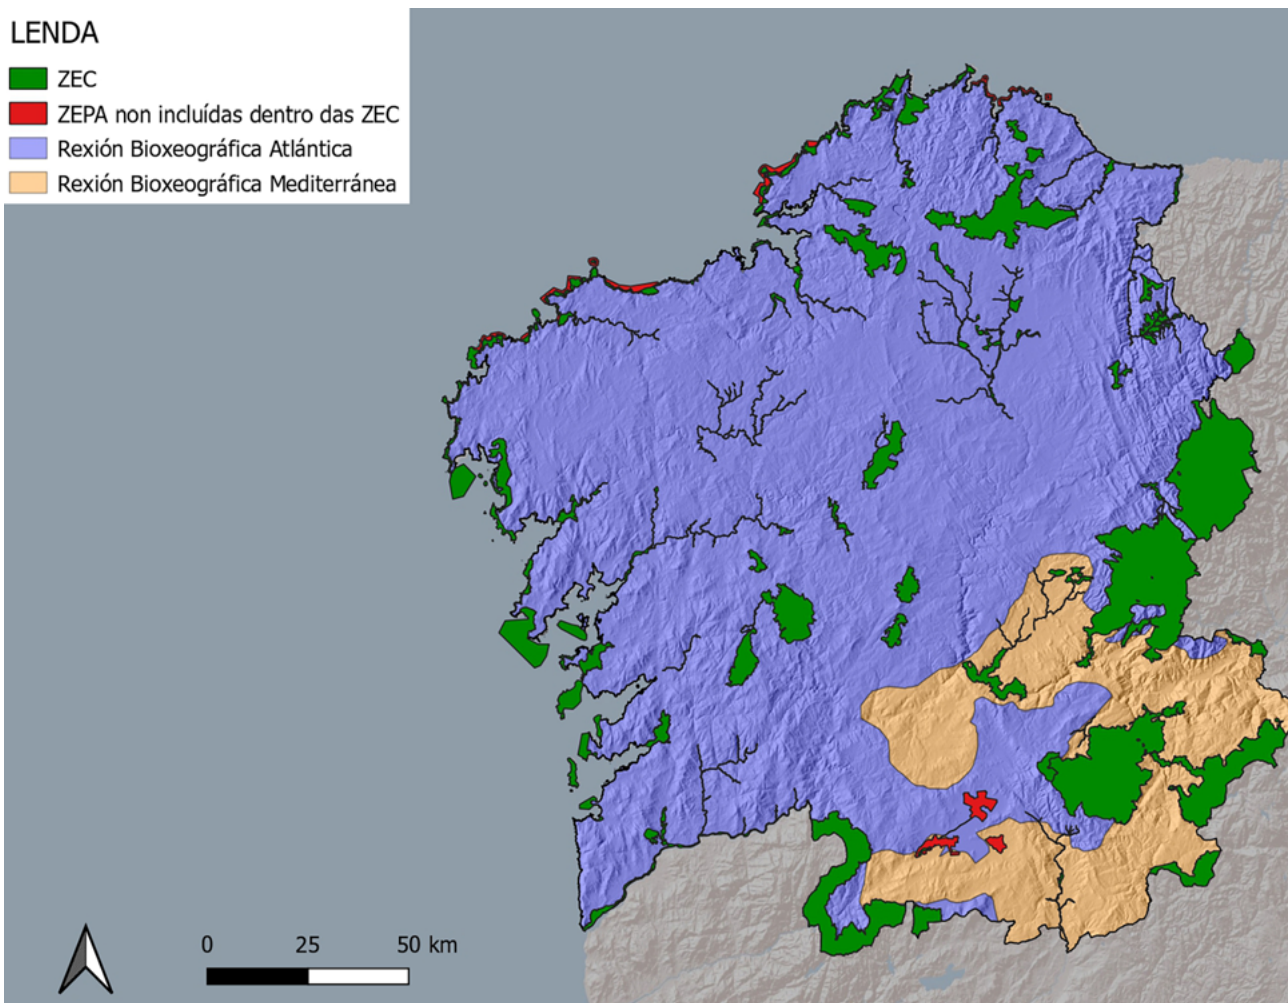 LENDA
ZEC
ZEPA non incluídas dentro das ZEC
Rexión Bioxeográfica Atlántica
Rexión Bioxeográfica Mediterránea
0 25 50 km